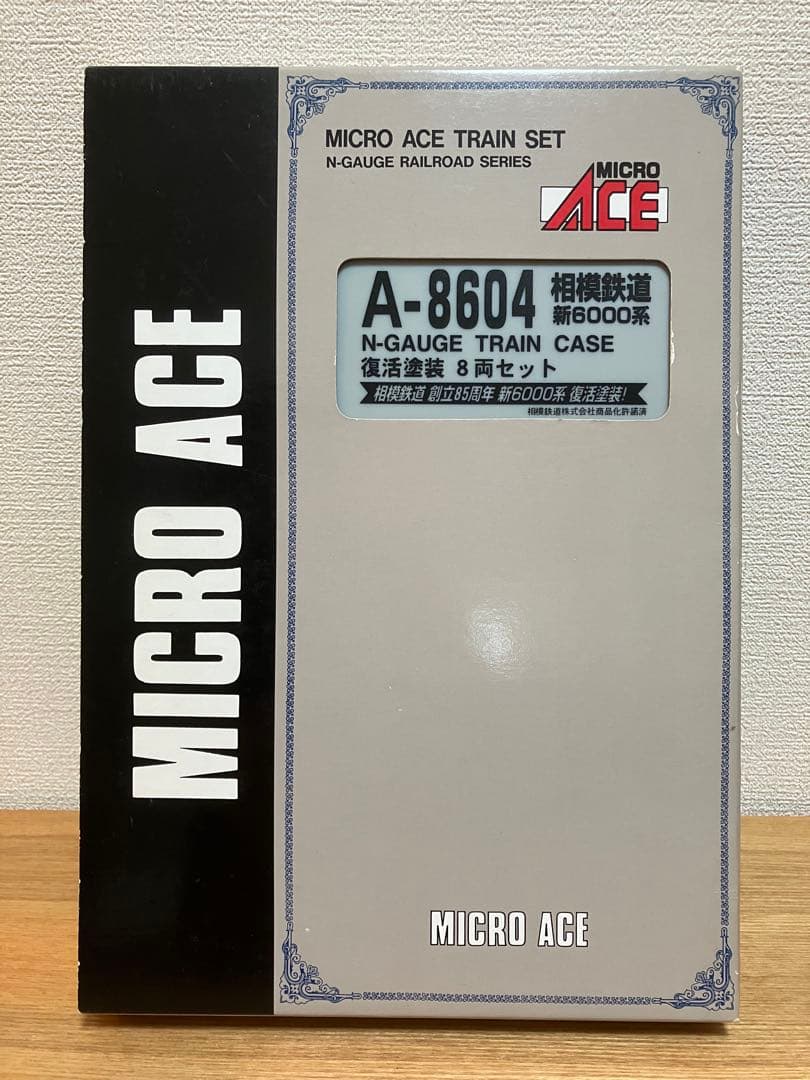 MICRO ACE
MICRO ACE TRAIN SET
N-GAUGE RAILROAD SERIES
MICRO
ACE
A-8604 相模鉄道
新6000系
N-GAUGE TRAIN CASE
復活塗装 8両セット
相模鉄道 創立85周年 新6000系 復活塗装!
相模鉄道株式会社商品化許諾済
MICRO ACE